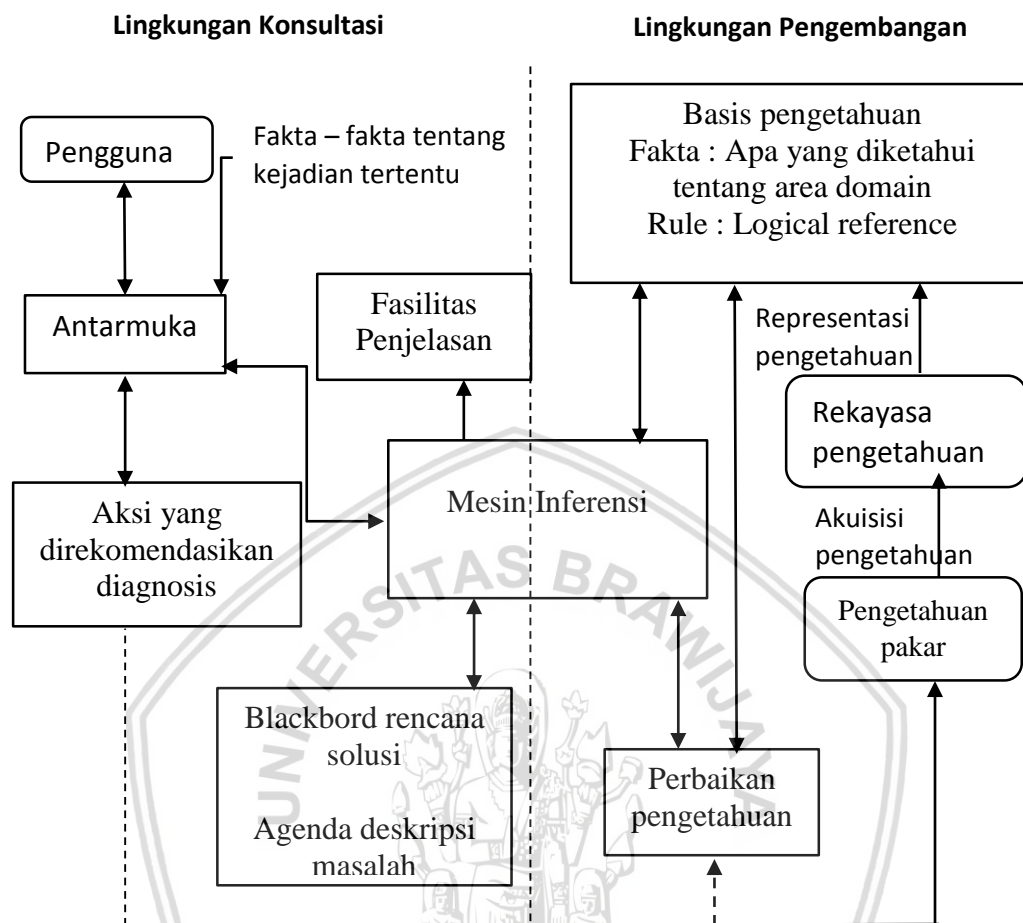 Lingkungan Konsultasi
Lingkungan Pengembangan
Pengguna
Fakta – fakta tentang
kejadian tertentu
Basis pengetahuan
Fakta : Apa yang diketahui
tentang area domain
Rule : Logical reference
Antarmuka
Fasilitas
Penjelasan
Representasi
pengetahuan
Rekayasa
pengetahuan
Aksi yang
direkomendasikan
diagnosis
Mesin Inferensi
Akuisisi
pengetahuan
Pengetahuan
pakar
Blackbord rencana
solusi
Agenda deskripsi
masalah
Perbaikan
pengetahuan
UNIVERSITAS BRAWIJAYA